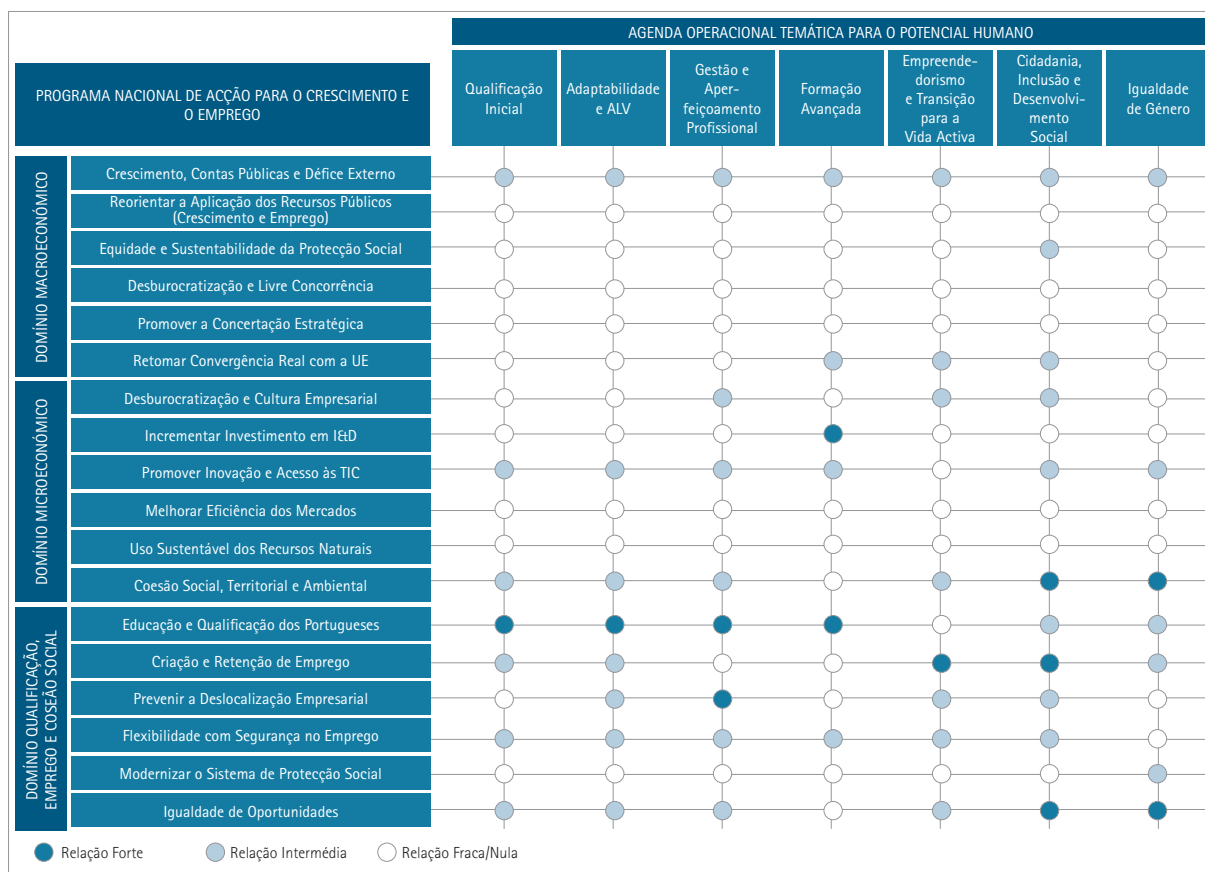 AGENDA OPERACIONAL TEMÁTICA PARA O POTENCIAL HUMANO
PROGRAMA NACIONAL DE ACÇÃO PARA O CRESCIMENTO E
O EMPREGO
Qualificação
Inicial
Adaptabilidade
e ALV
Gestão e
Aper-
feiçoamento
Profissional
Formação
Avançada
Empreende-
dorismo
e Transição
para a
Vida Activa
Cidadania,
Inclusão e
Desenvolvi-
mento
Social
Igualdade
de Género
DOMÍNIO MACROECONÓMICO
Crescimento, Contas Públicas e Défice Externo
Reorientar a Aplicação dos Recursos Públicos
(Crescimento e Emprego)
Equidade e Sustentabilidade da Protecção Social
Desburocratização e Livre Concorrência
Promover a Concertação Estratégica
Retomar Convergência Real com a UE
DOMÍNIO MICROECONÓMICO
Desburocratização e Cultura Empresarial
Incrementar Investimento em I&D
Promover Inovação e Acesso às TIC
Melhorar Eficiência dos Mercados
Uso Sustentável dos Recursos Naturais
Coesão Social, Territorial e Ambiental
DOMÍNIO QUALIFICAÇÃO,
EMPREGO E COSEÃO SOCIAL
Educação e Qualificação dos Portugueses
Criação e Retenção de Emprego
Prevenir a Deslocalização Empresarial
Flexibilidade com Segurança no Emprego
Modernizar o Sistema de Protecção Social
Igualdade de Oportunidades
Relação Forte
Relação Intermédia
Relação Fraca/Nula